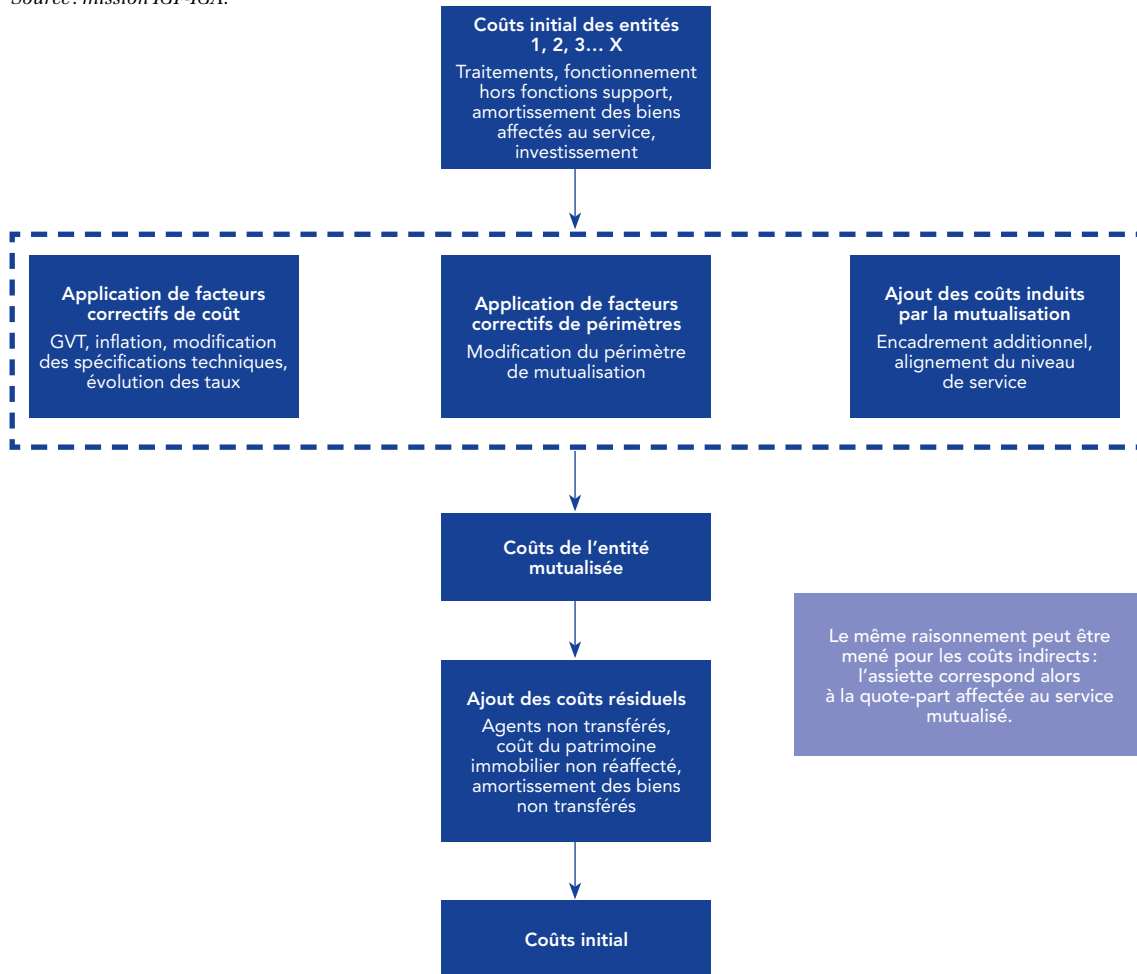 Source : mission IGF-IGA.
Coûts initial des entités
1, 2, 3… X
Traitements, fonctionnement
hors fonctions support,
amortissement des biens
affectés au service,
investissement
Application de facteurs
correctifs de coût
GVT, inflation, modification
des spécifications techniques,
évolution des taux
Application de facteurs
correctifs de périmètres
Modification du périmètre
de mutualisation
Ajout des coûts induits
par la mutualisation
Encadrement additionnel,
alignement du niveau
de service
Coûts de l’entité
mutualisée
Le même raisonnement peut être
mené pour les coûts indirects :
l’assiette correspond alors
à la quote-part affectée au service
mutualisé.
Ajout des coûts résiduels
Agents non transférés,
coût du patrimoine
immobilier non réaffecté,
amortissement des biens
non transférés
Coûts initial